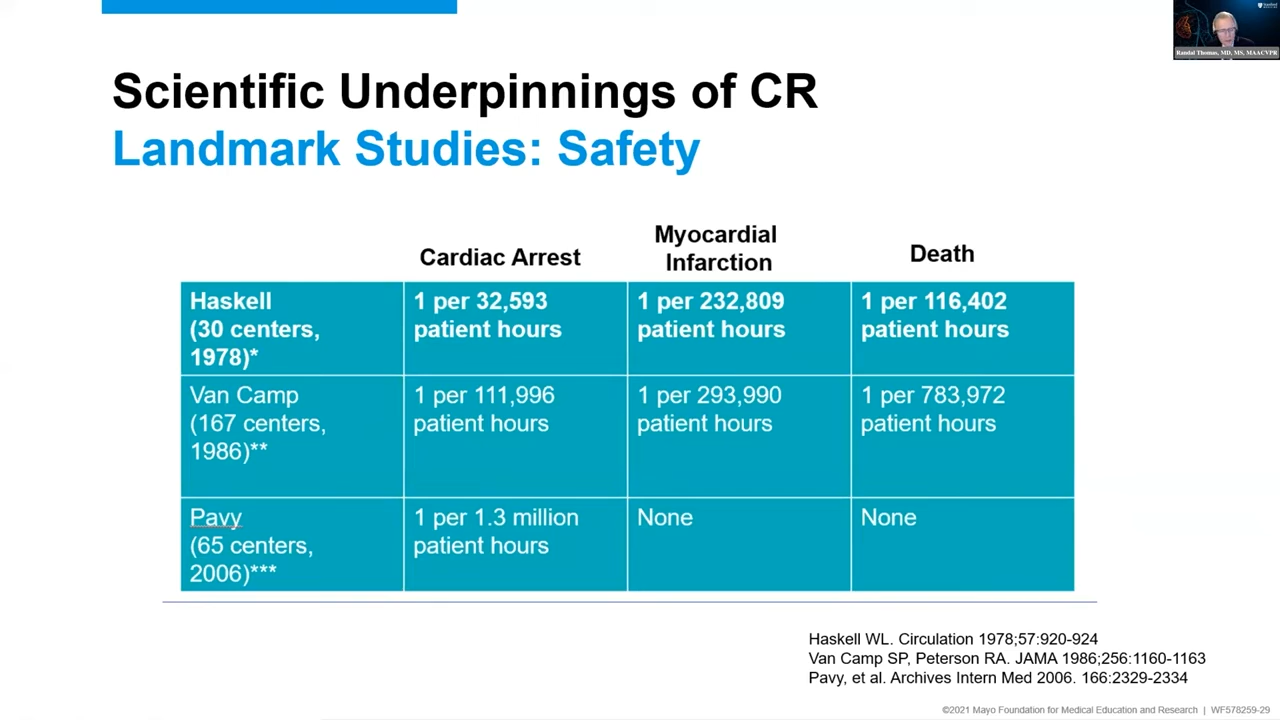 Scientific Underpinnings of CR
Landmark Studies: Safety
Cardiac Arrest
Myocardial
Infarction
Death
Haskell
(30 centers,
1978)*
1 per 32,593
patient hours
1 per 232,809
patient hours
1 per 116,402
patient hours
Van Camp
(167 centers,
1986)**
1 per 111,996
patient hours
1 per 293,990
patient hours
1 per 783,972
patient hours
Pavy
(65 centers,
2006)***
1 per 1.3 million
patient hours
None
None
Haskell WL. Circulation 1978;57:920-924
Van Camp SP, Peterson RA. JAMA 1986;256:1160-1163
Pavy, et al. Archives Intern Med 2006. 166:2329-2334
©2021 Mayo Foundation for Medical Education and Research | WF578259-29
Randal Thomas, MD, MS, MAACVPR